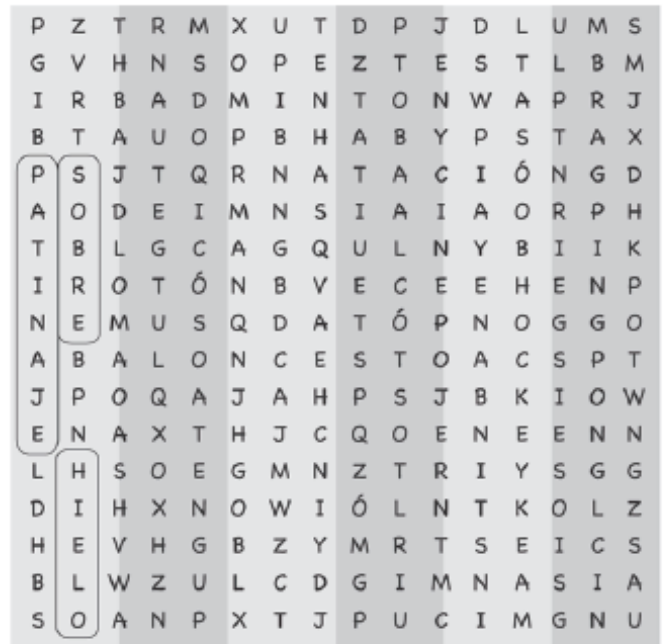 P Z T R M X U T D P J D L U M S
G V H N S O P E Z T E S T L B M
I R B A D M I N T O N W A P R J
B T A U O P B H A B Y P S T A X
P S J T Q R N A T A C I Ó N G D
A O D E I M N S I A I A O R P H
T B L G C A G Q U L N Y B I I K
I R O T Ó N B V E C E E H E N P
N E M U S Q D A T Ó P N O G G O
A B A L O N C E S T O A C S P T
J P O Q A J A H P S J B K I O W
E N A X T H J C Q O E N E E N N
L H S O E G M N Z T R I Y S G G
D I H X N O W I Ó L N T K O L Z
H E V H G B Z Y M R T S E I C S
B L W Z U L C D G I M N A S I A
S O A N P X T J P U C I M G N U